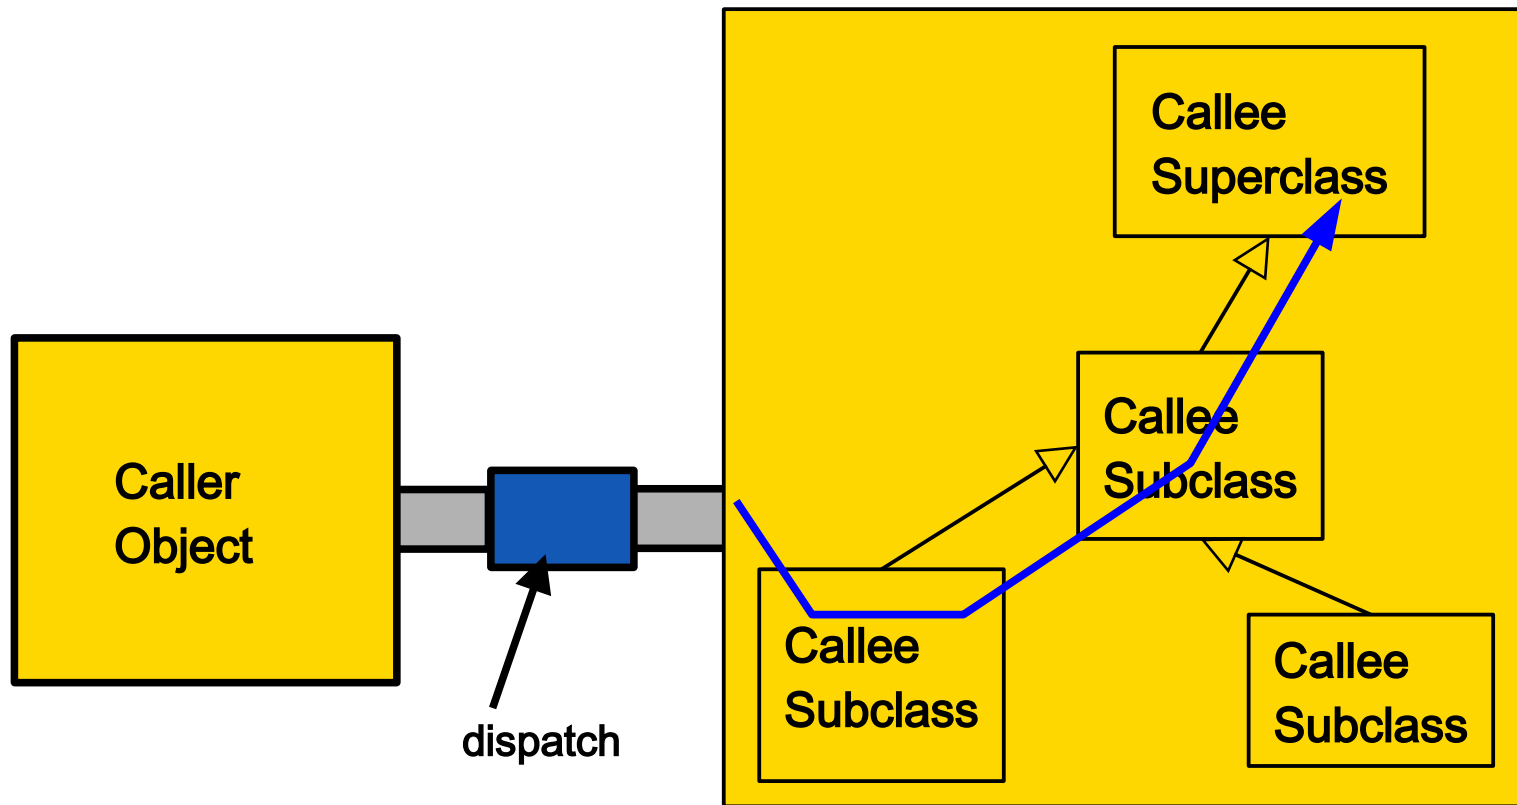 Callee
Superclass
Caller
Object
Callee
Subclass
dispatch
Callee
Subclass
Callee
Subclass